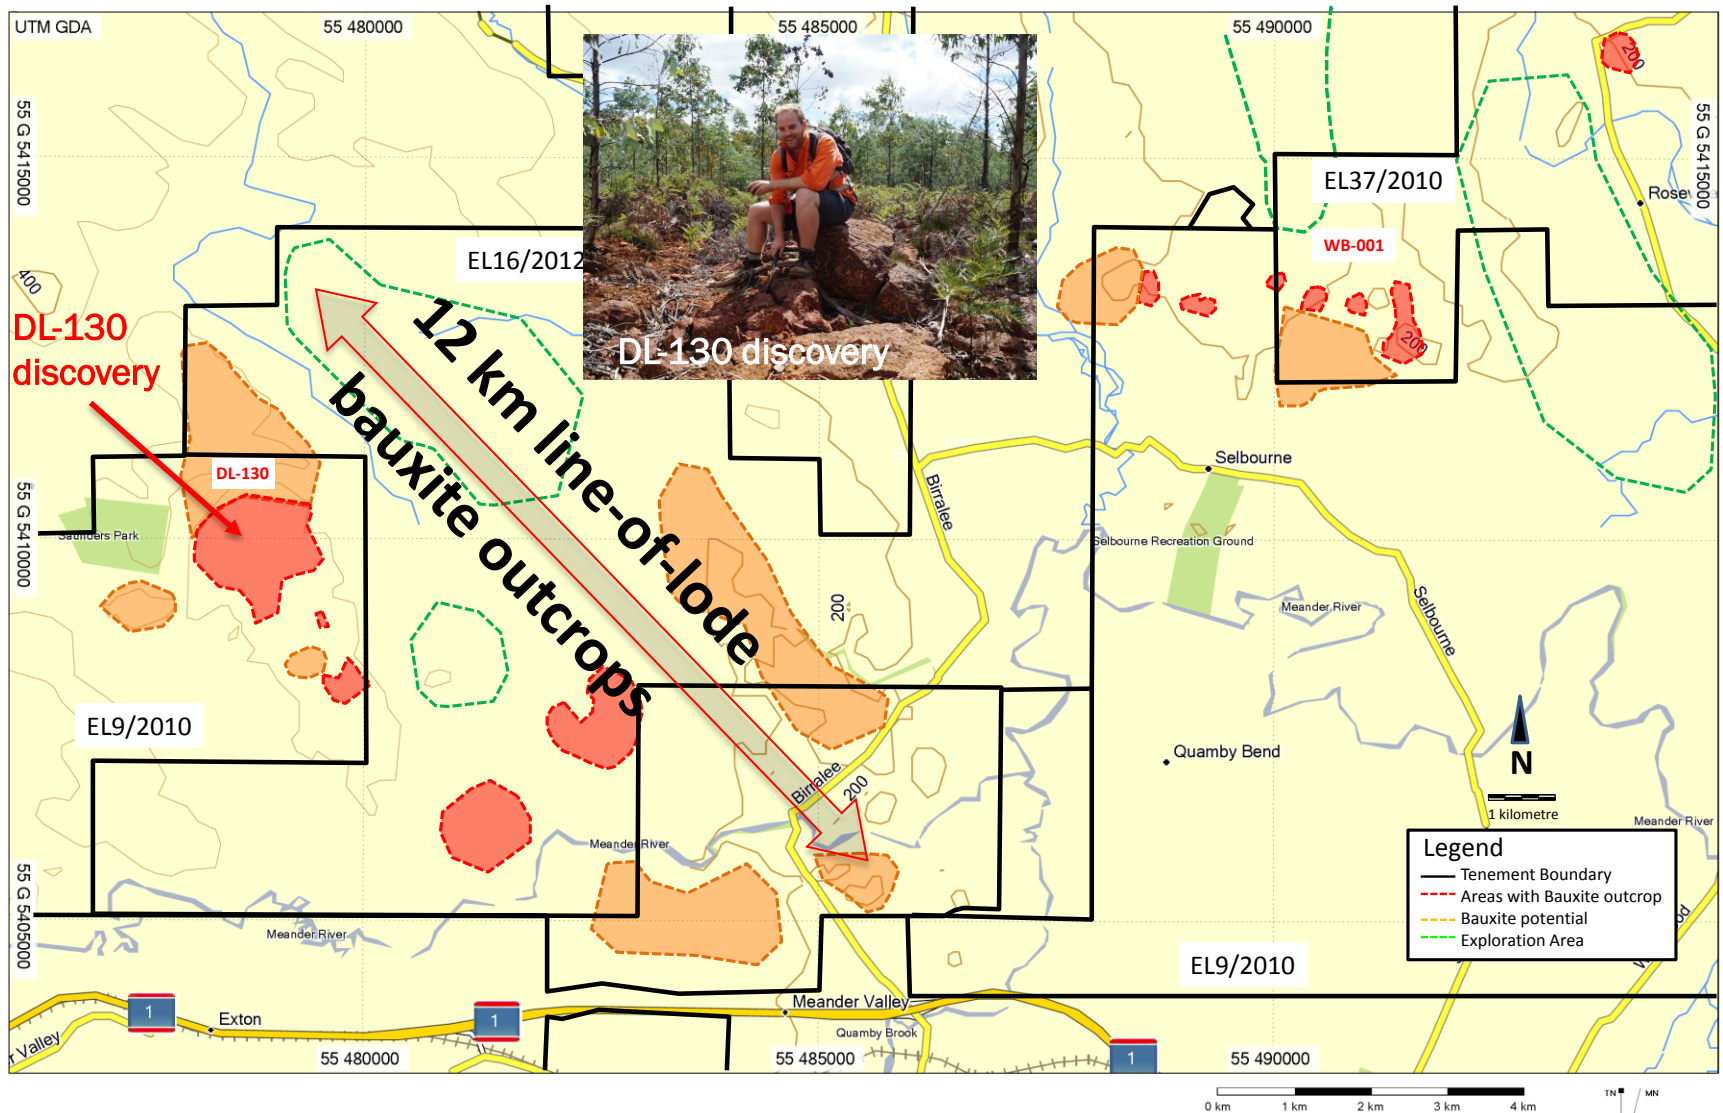 UTM GDA
55 480000
55 485000
55 490000
55 G 5415000
55 G 5415000
200
EL37/2010
WB-001
EL16/2012
400
DL-130
discovery
DL-130 discovery
12 km line-of-lode
bauxite outcrops
200
DL-130
Selbourne
Birralee
55 G 5410000
Saunders Park
Selbourne Recreation Ground
200
Meander River
Selbourne
EL9/2010
Quamby Bend
N
1 kilometre
Birralee
200
Meander River
Meander River
Legend
Tenement Boundary
Areas with Bauxite outcrop
Bauxite potential
Exploration Area
55 G 5405000
Meander River
EL9/2010
1
Exton
1
Meander Valley
Quamby Brook
1
Valley
55 480000
55 485000
55 490000
0 km
1 km
2 km
3 km
4 km
TN
MN